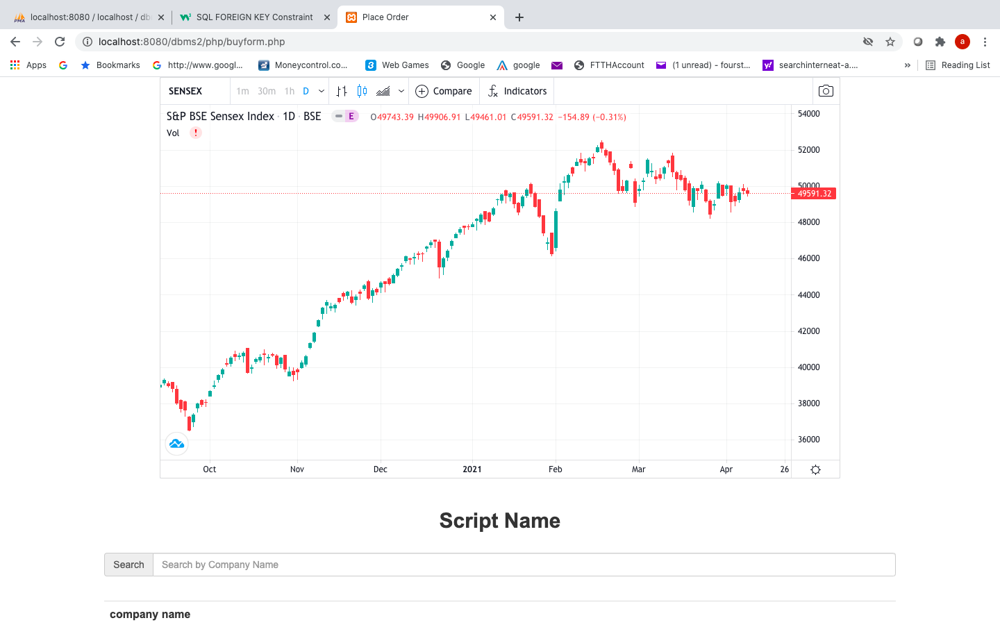 localhost:8080 / localhost / db
SQL FOREIGN KEY Constraint
Place Order
localhost:8080/dbms2/php/buyform.php
a
Apps
Bookmarks
http://www.googl...
Moneycontrol.co...
Web Games
Google
google
FTTHAccount
(1 unread) - fourst...
searchinterneat-a....
»
Reading List
SENSEX
1m 30m 1h D
Compare
Indicators
S&P BSE Sensex Index · 1D · BSE
E
O49743.39 H49906.91 L49461.01 C49591.32 −154.89 (−0.31%)
Vol !
54000
52000
50000
49591.32
48000
46000
44000
42000
40000
38000
36000
Oct Nov Dec 2021 Feb Mar Apr 26
Script Name
Search Search by Company Name
company name